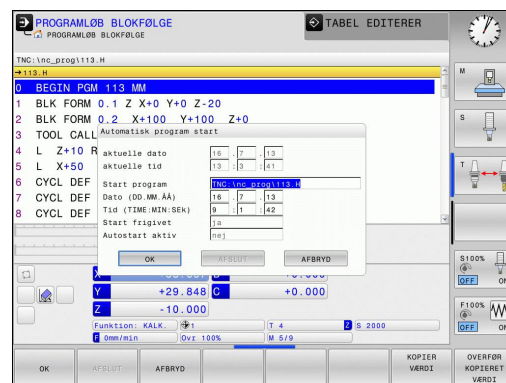 PROGRAMLØB BLOKFØLGE
PROGRAMLØB BLOKFØLGE
TABEL EDITERER
TNC:\nc_prog\113.H
→113.H
0 BEGIN PGM 113 MM
1 BLK FORM 0.1 Z X+0 Y+0 Z-20
2 BLK FORM 0.2 X+100 Y+100 Z+0
3 TOOL CALL
4 L Z+10 R
5 L X+50
6 CYCL DEF
7 CYCL DEF
8 CYCL DEF
Automatisk program start
aktuelle dato 16 .7 .13
aktuelle tid 13 :3 :41
Start program TNC:\nc_prog\113.H
Dato (DD.MM.ÅÅ) 16 .7 .13
Tid (TIME:MIN:SEk) 9 :1 :42
Start frigivet ja
Autostart aktiv nej
OK AFSLUT AFBRYD
X B +0.000
Y +29.848 C +0.000
Z -10.000
Funktion: KALK. 1 T 4 Z S 2000
F 0mm/min Ovr 100% M 5/9
M
S
T
S100%
OFF ON
F100%
OFF ON
OK AFSLUT AFBRYD KOPIER VÆRDI OVERFØR KOPIERET VÆRDI